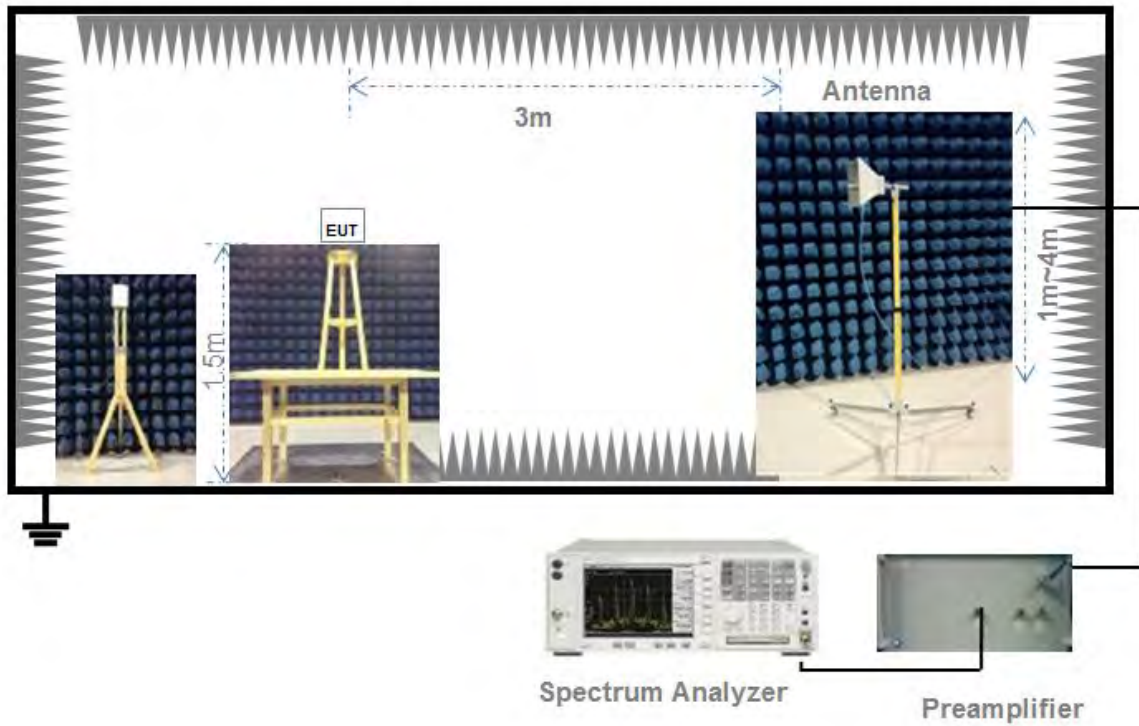 Antenna
3m
EUT
1.5m
1m~4m
Spectrum Analyzer
Preamplifier